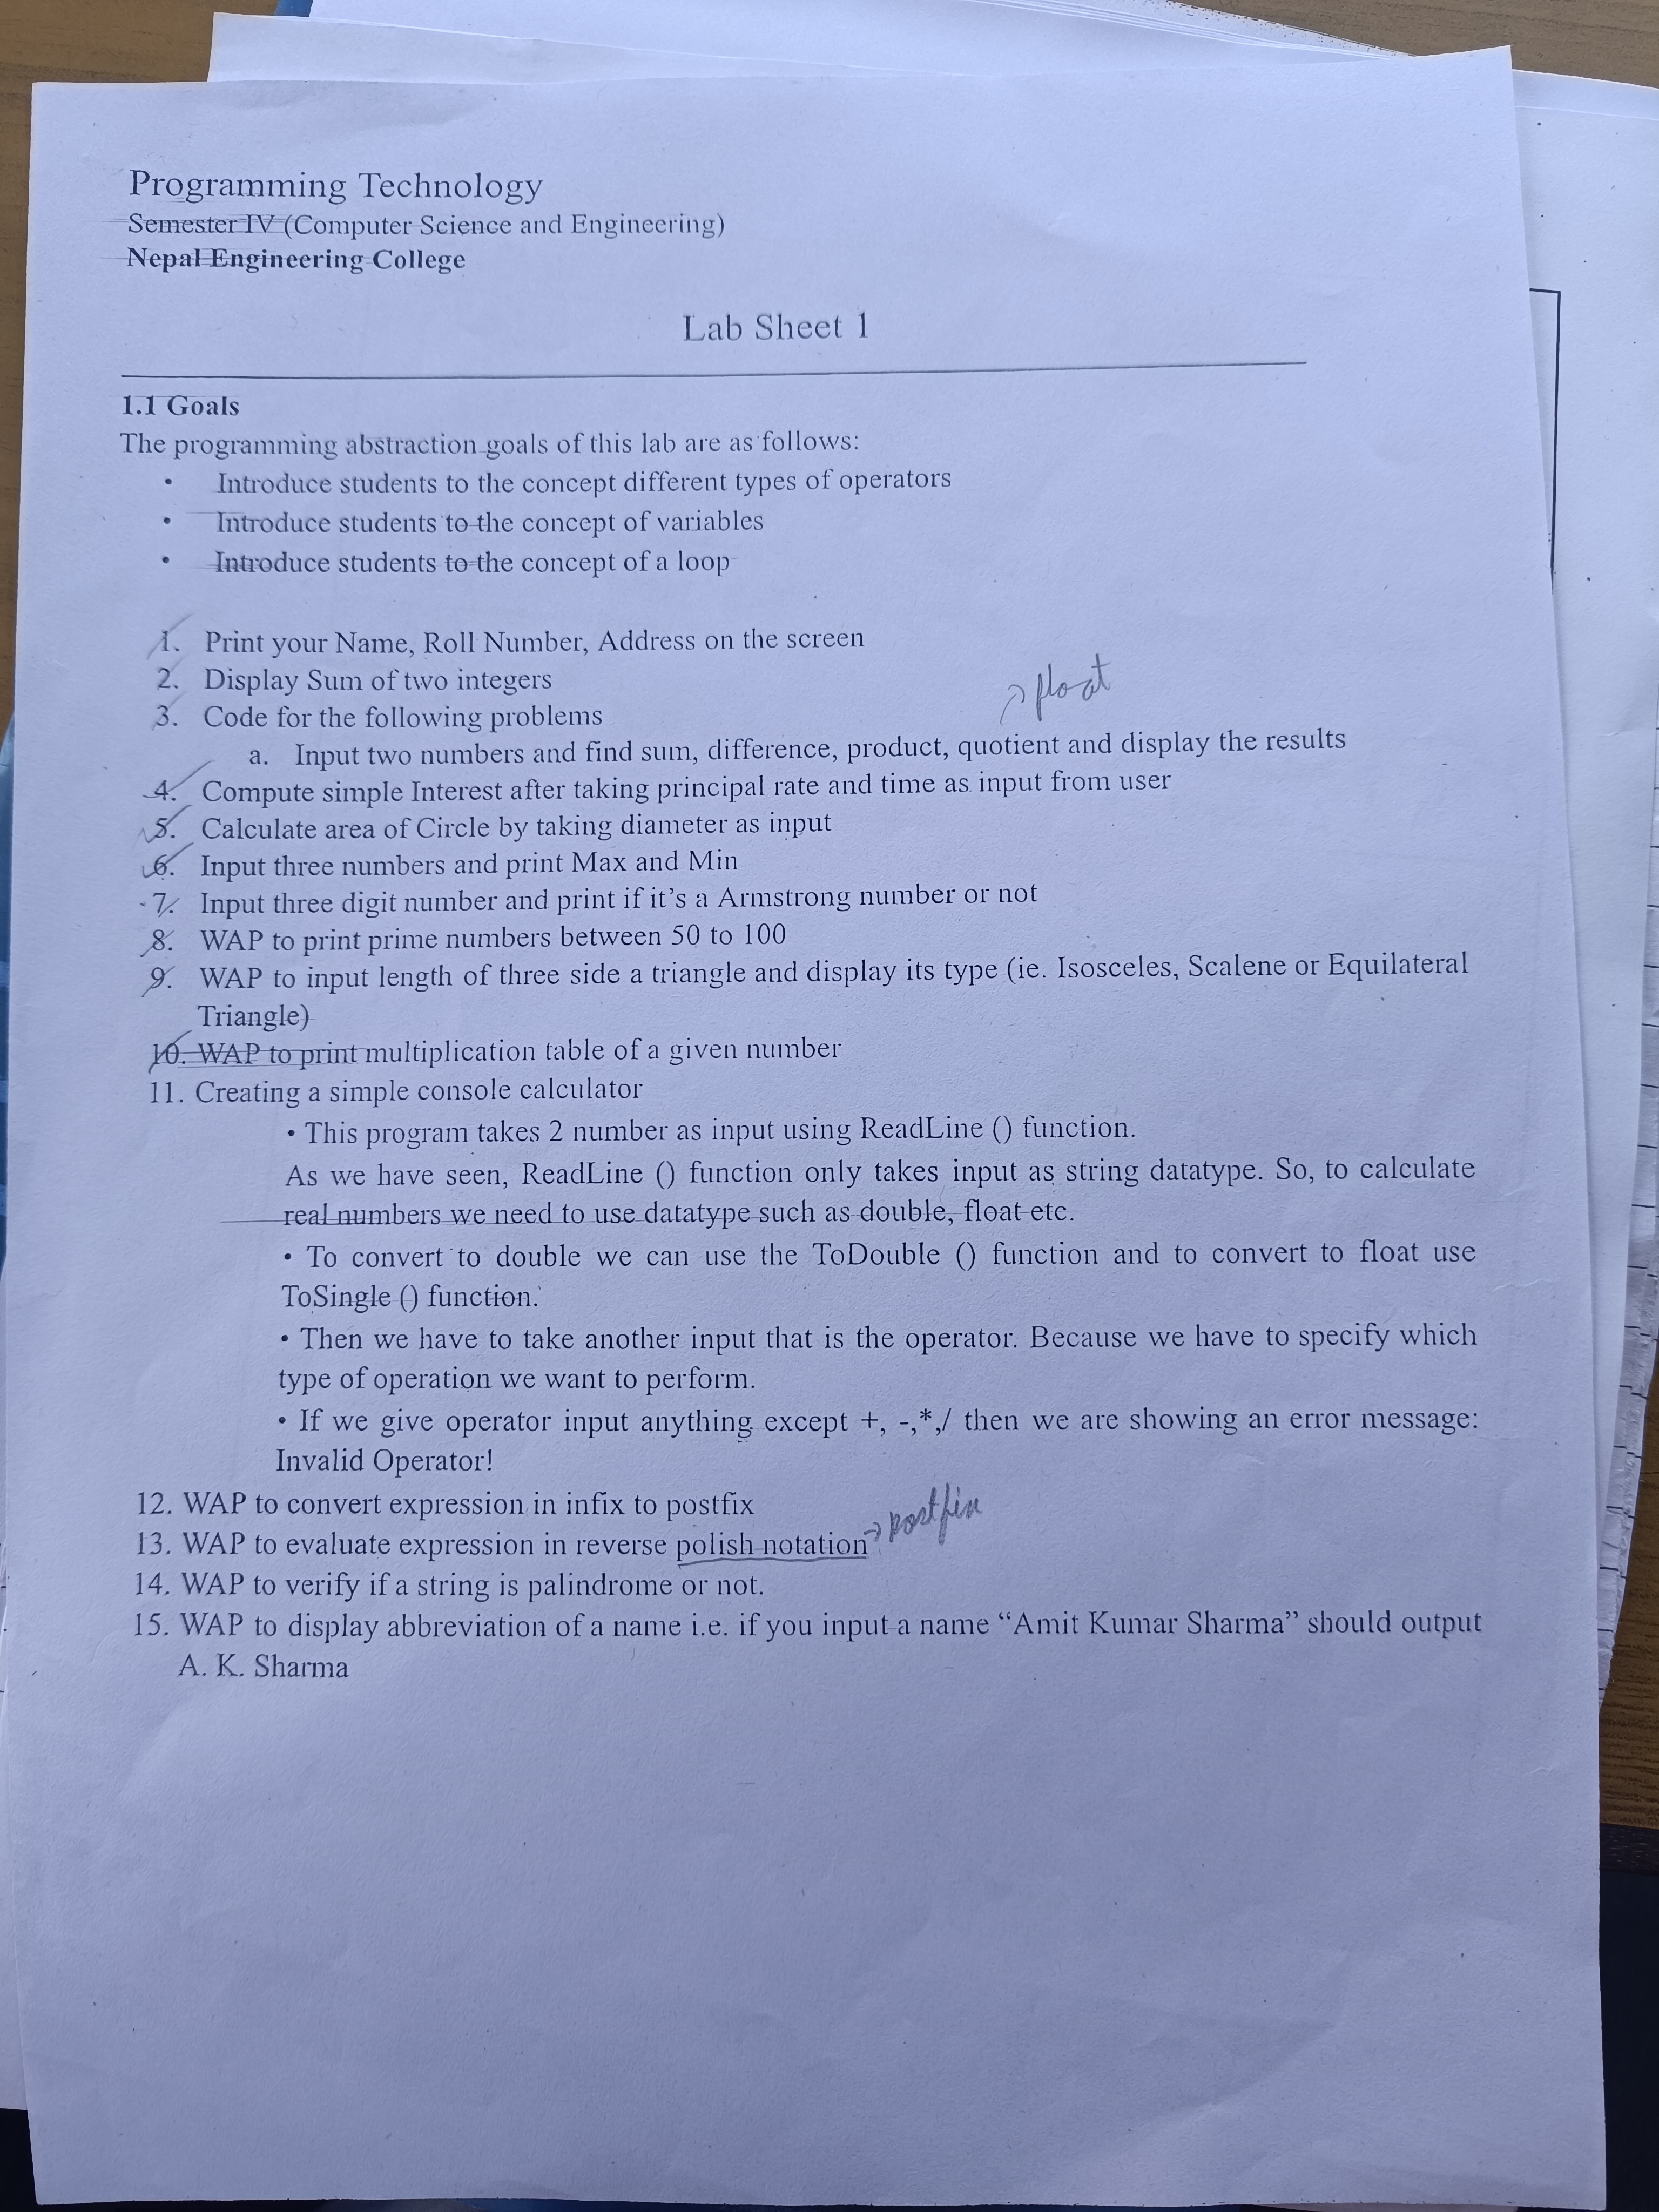 Programming Technology
Semester IV (Computer Science and Engineering)
Nepal Engineering College
Lab Sheet 1
1.1 Goals
The programming abstraction goals of this lab are as follows:
• Introduce students to the concept different types of operators
• Introduce students to the concept of variables
• Introduce students to the concept of a loop
1. Print your Name, Roll Number, Address on the screen
2. Display Sum of two integers
3. Code for the following problems
→ float
a. Input two numbers and find sum, difference, product, quotient and display the results
4. Compute simple Interest after taking principal rate and time as input from user
5. Calculate area of Circle by taking diameter as input
6. Input three numbers and print Max and Min
7. Input three digit number and print if it's a Armstrong number or not
8. WAP to print prime numbers between 50 to 100
9. WAP to input length of three side a triangle and display its type (ie. Isosceles, Scalene or Equilateral
Triangle)
10. WAP to print multiplication table of a given number
11. Creating a simple console calculator
• This program takes 2 number as input using ReadLine () function.
As we have seen, ReadLine () function only takes input as string datatype. So, to calculate
real numbers we need to use datatype such as double, float etc.
• To convert to double we can use the ToDouble () function and to convert to float use
ToSingle () function.
• Then we have to take another input that is the operator. Because we have to specify which
type of operation we want to perform.
• If we give operator input anything except +, -,*,/ then we are showing an error message:
Invalid Operator!
12. WAP to convert expression in infix to postfix
13. WAP to evaluate expression in reverse polish notation → postfix
14. WAP to verify if a string is palindrome or not.
15. WAP to display abbreviation of a name i.e. if you input a name “Amit Kumar Sharma” should output
A. K. Sharma